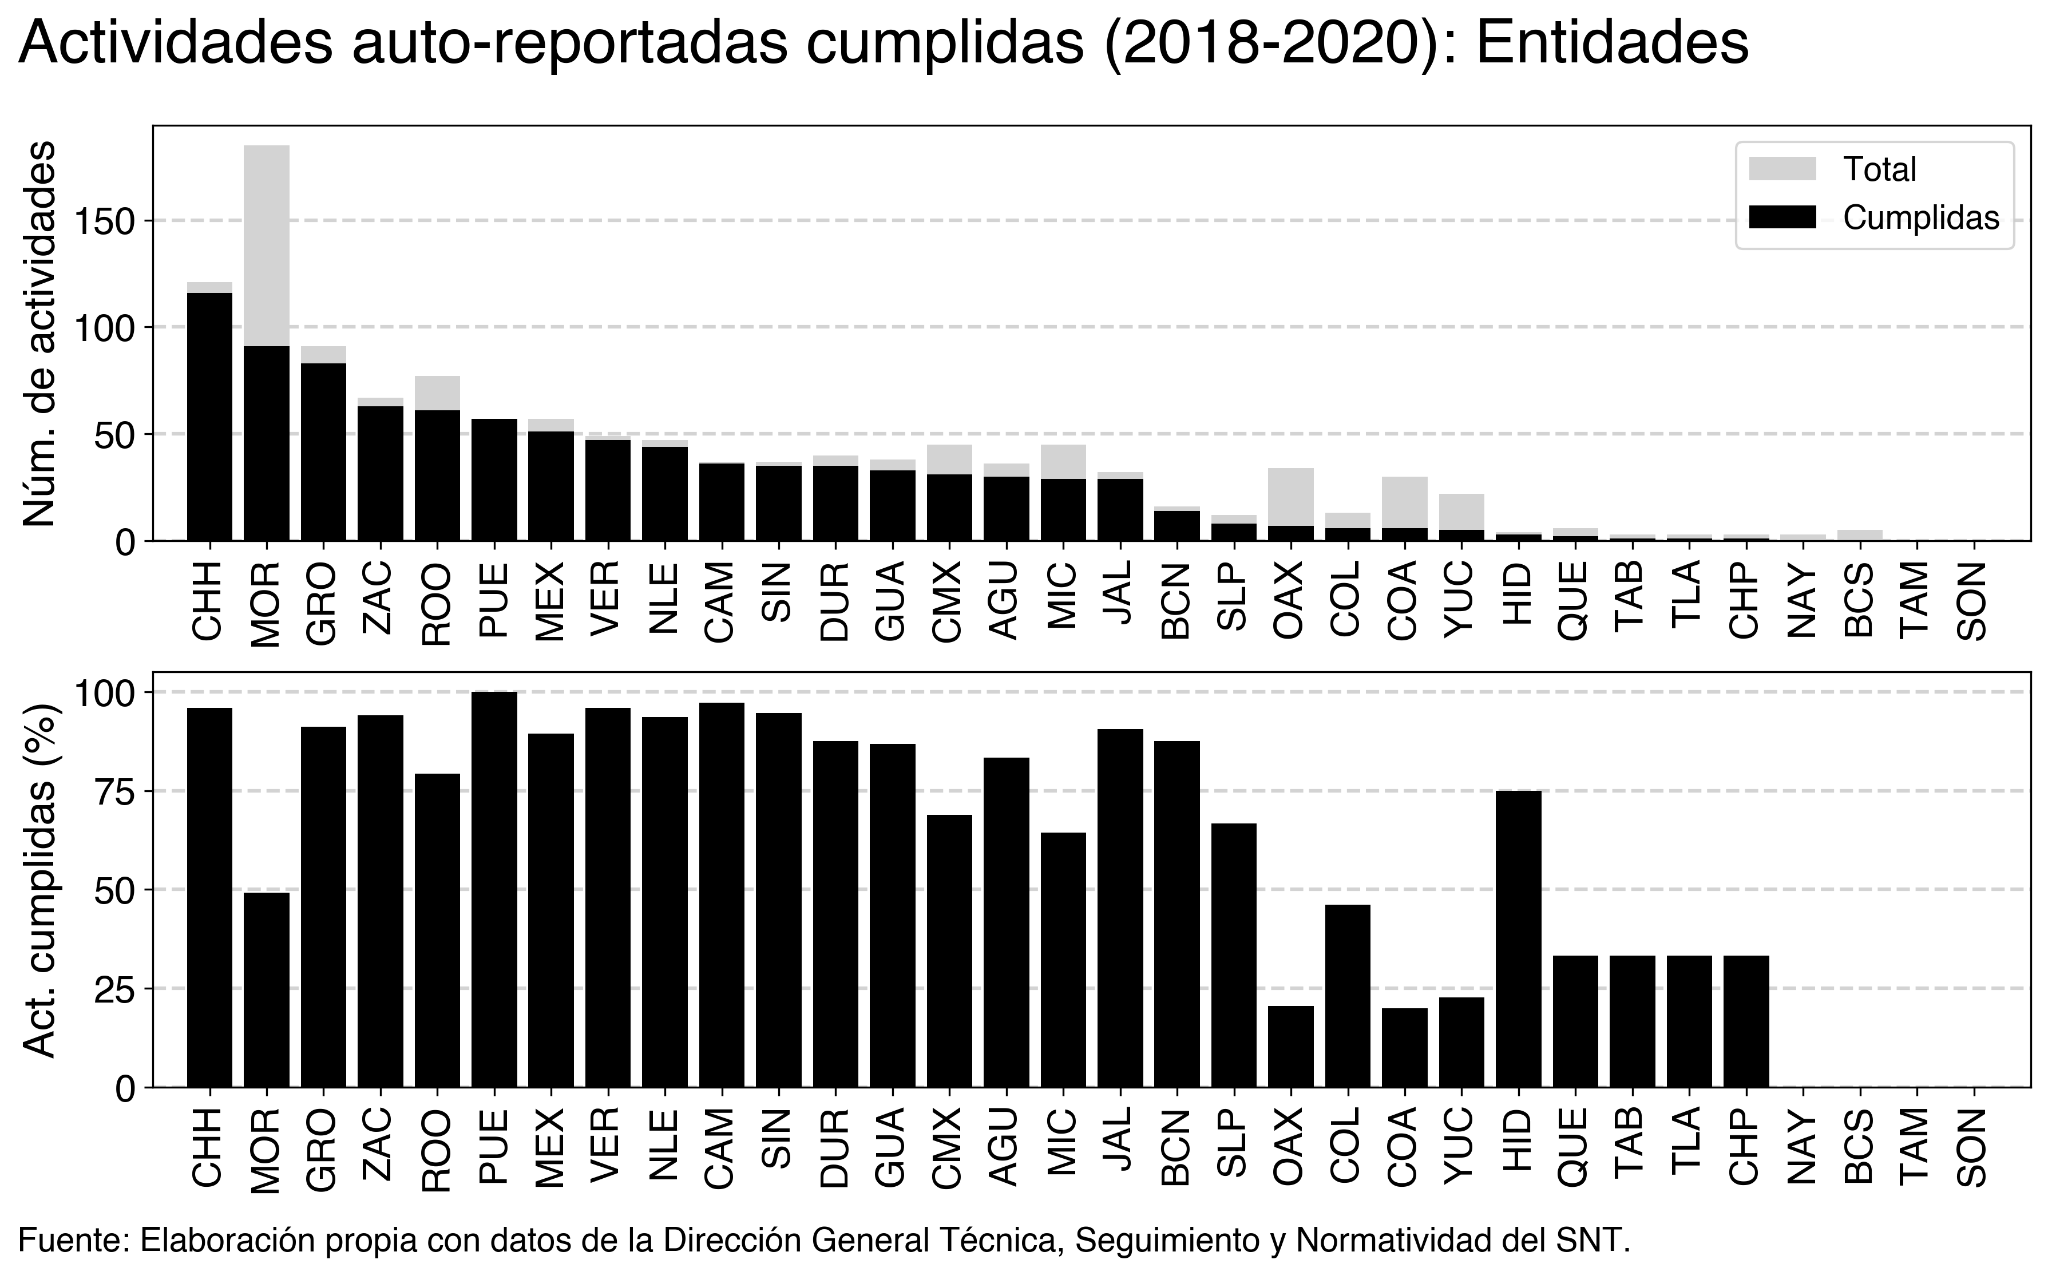 Actividades auto-reportadas cumplidas (2018-2020): Entidades
Núm. de actividades
150
100
50
0
Total
Cumplidas
CHH MOR GRO ZAC ROO PUE MEX VER NLE CAM SIN DUR GUA CMX AGU MIC JAL BCN SLP OAX COL COA YUC HID QUE TAB TLA CHP NAY BCS TAM SON
Act. cumplidas (%)
100
75
50
25
0
CHH MOR GRO ZAC ROO PUE MEX VER NLE CAM SIN DUR GUA CMX AGU MIC JAL BCN SLP OAX COL COA YUC HID QUE TAB TLA CHP NAY BCS TAM SON
Fuente: Elaboración propia con datos de la Dirección General Técnica, Seguimiento y Normatividad del SNT.